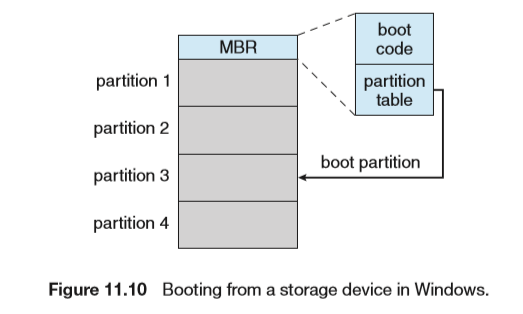 boot
code
MBR
partition 1
partition
table
partition 2
boot partition
partition 3
partition 4
Figure 11.10 Booting from a storage device in Windows.